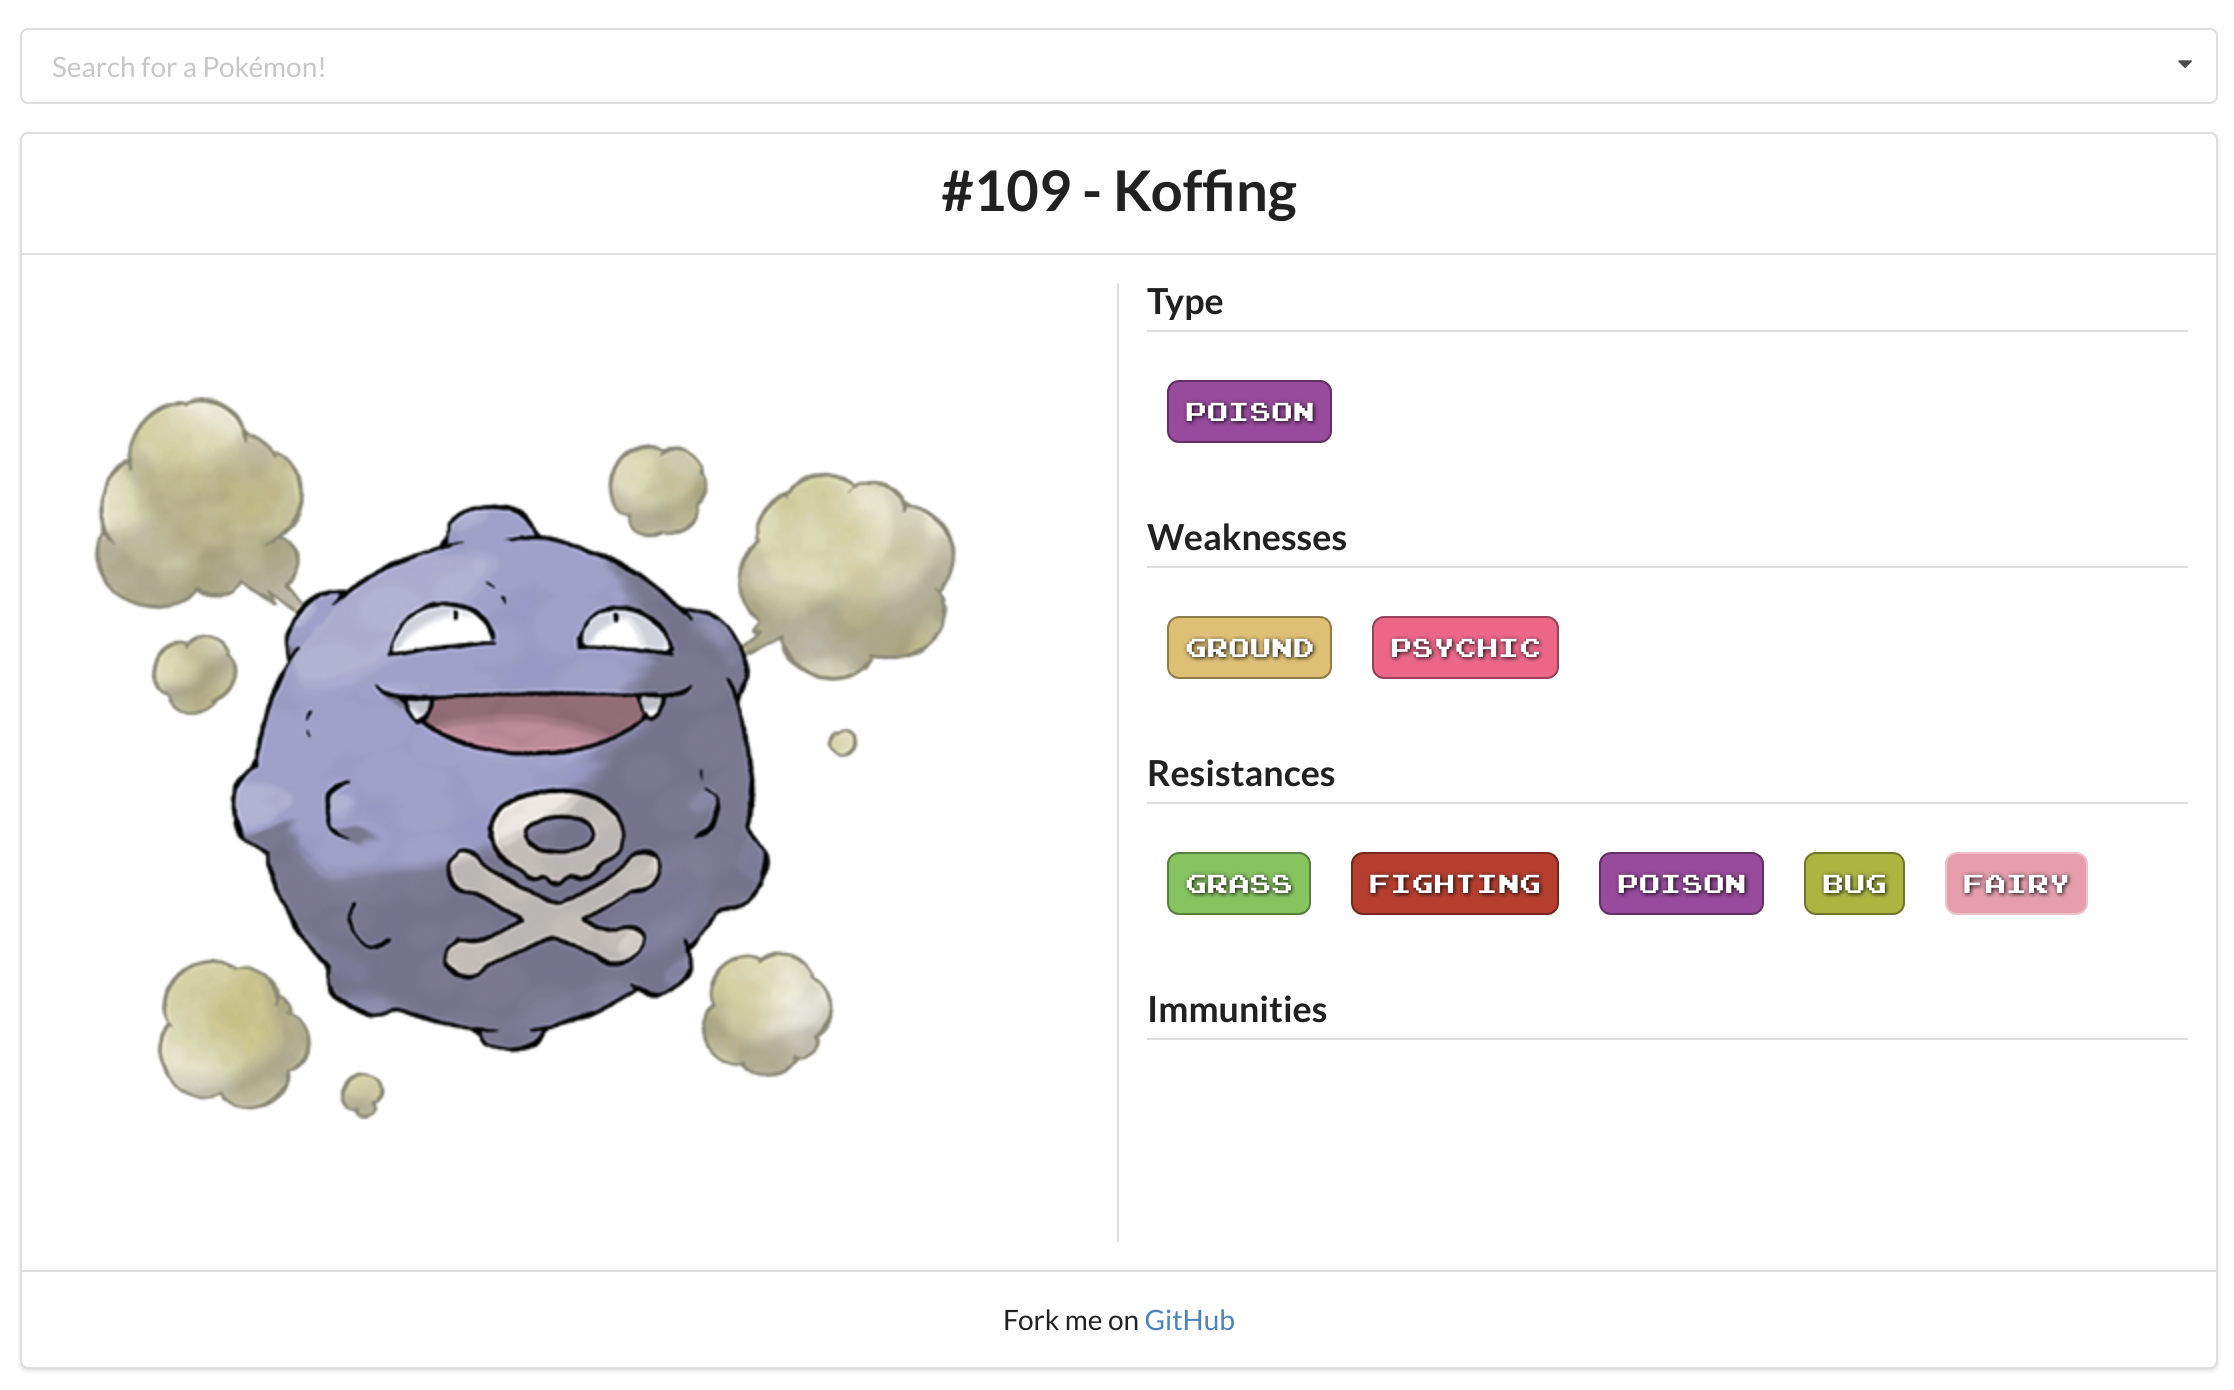 Search for a Pokémon!
#109 - Koffing
Type
POISON
Weaknesses
GROUND PSYCHIC
Resistances
GRASS FIGHTING POISON BUG FAIRY
Immunities
Fork me on GitHub